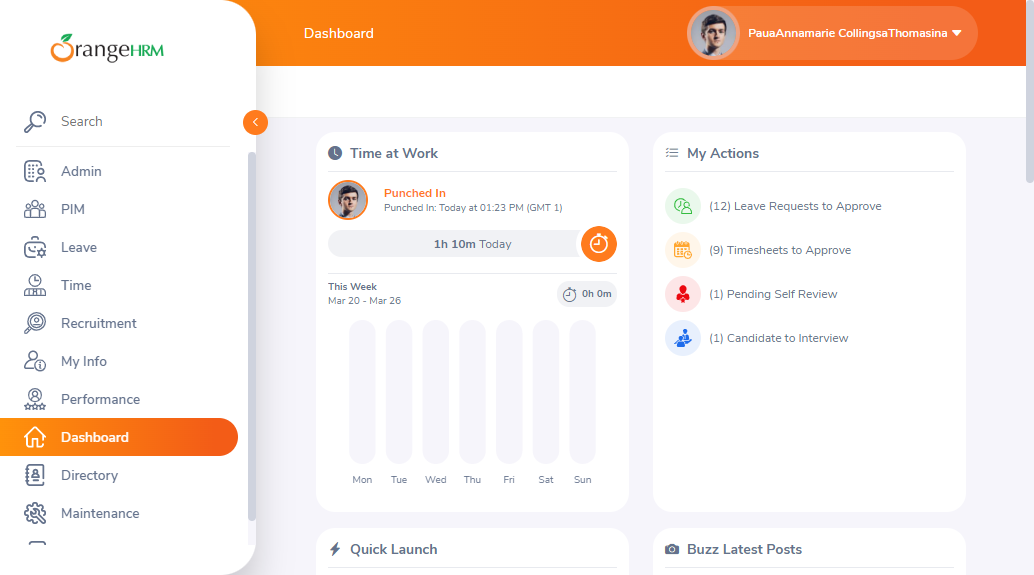 OrangeHRM
Search
Admin
PIM
Leave
Time
Recruitment
My Info
Performance
Dashboard
Directory
Maintenance
Dashboard
PauaAnnamarie CollingsaThomasina
Time at Work
Punched In
Punched In: Today at 01:23 PM (GMT 1)
1h 10m Today
This Week
Mar 20 - Mar 26
0h 0m
Mon Tue Wed Thu Fri Sat Sun
My Actions
(12) Leave Requests to Approve
(9) Timesheets to Approve
(1) Pending Self Review
(1) Candidate to Interview
Quick Launch
Buzz Latest Posts